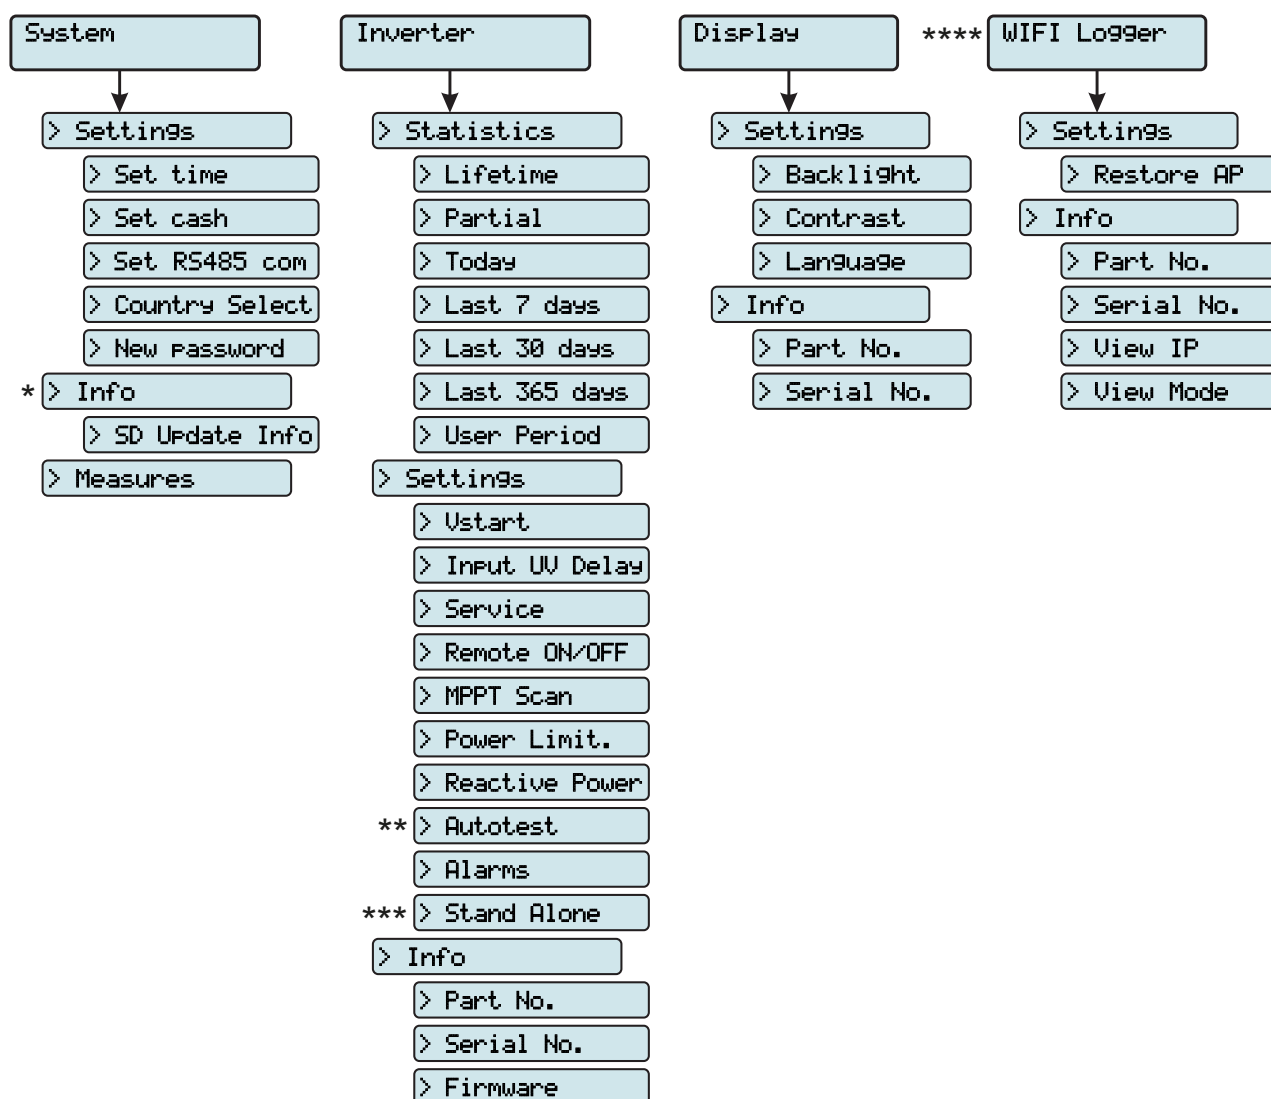 System
> Settings
> Set time
> Set cash
> Set RS485 com
> Country Select
> New password
* > Info
> SD Update Info
> Measures
Inverter
> Statistics
> Lifetime
> Partial
> Today
> Last 7 days
> Last 30 days
> Last 365 days
> User Period
> Settings
> Vstart
> Input UV Delay
> Service
> Remote ON/OFF
> MPPT Scan
> Power Limit.
> Reactive Power
** > Autotest
> Alarms
*** > Stand Alone
> Info
> Part No.
> Serial No.
> Firmware
Display
> Settings
> Backlight
> Contrast
> Language
> Info
> Part No.
> Serial No.
**** WIFI Logger
> Settings
> Restore AP
> Info
> Part No.
> Serial No.
> View IP
> View Mode